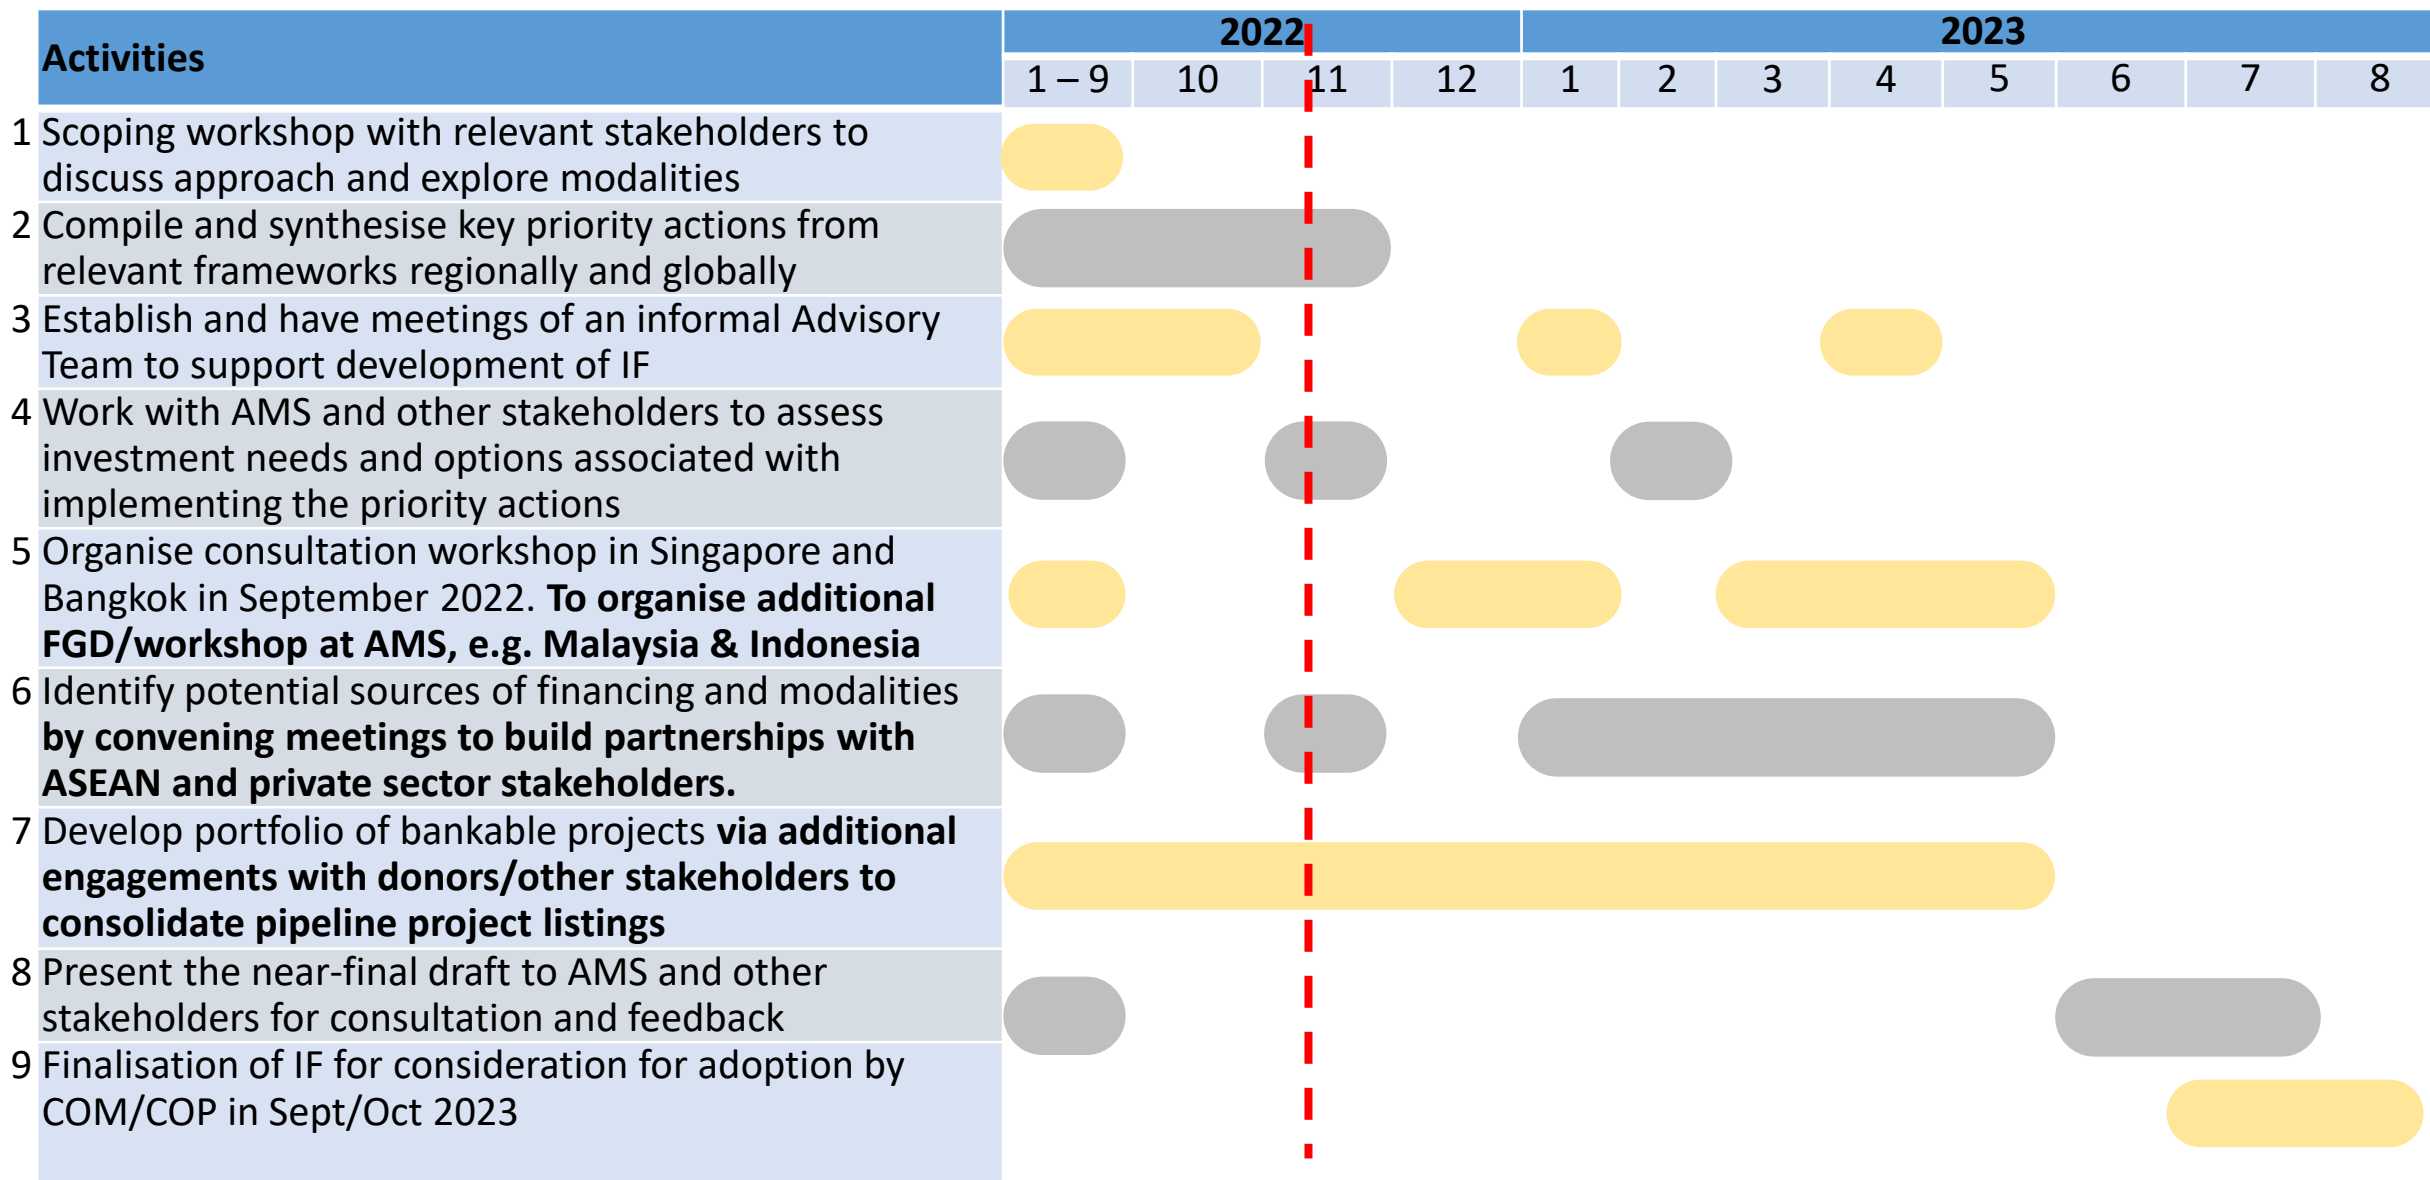 Activities
2022
2023
1 – 9 10 11 12 1 2 3 4 5 6 7 8
1 Scoping workshop with relevant stakeholders to
discuss approach and explore modalities
2 Compile and synthesise key priority actions from
relevant frameworks regionally and globally
3 Establish and have meetings of an informal Advisory
Team to support development of IF
4 Work with AMS and other stakeholders to assess
investment needs and options associated with
implementing the priority actions
5 Organise consultation workshop in Singapore and
Bangkok in September 2022. To organise additional
FGD/workshop at AMS, e.g. Malaysia & Indonesia
6 Identify potential sources of financing and modalities
by convening meetings to build partnerships with
ASEAN and private sector stakeholders.
7 Develop portfolio of bankable projects via additional
engagements with donors/other stakeholders to
consolidate pipeline project listings
8 Present the near-final draft to AMS and other
stakeholders for consultation and feedback
9 Finalisation of IF for consideration for adoption by
COM/COP in Sept/Oct 2023